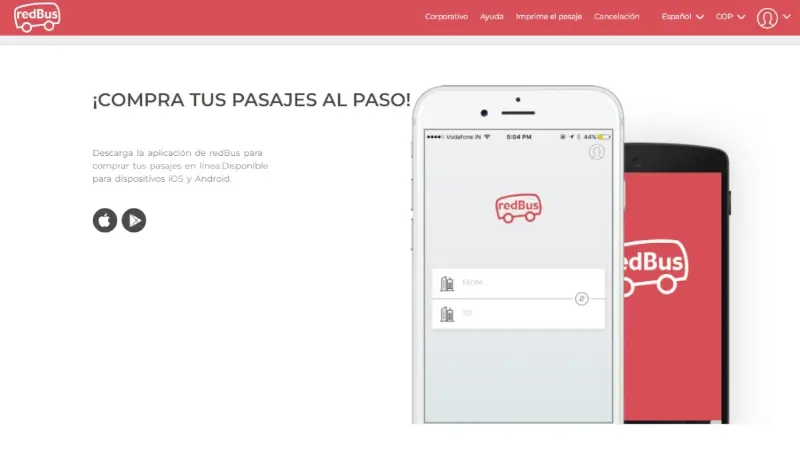 redBus
Corporativo Ayuda Imprime el pasaje Cancelación Español COP
¡COMPRA TUS PASAJES AL PASO!
Descarga la aplicación de redBus para
comprar tus pasajes en línea.Disponible
para dispositivos iOS y Android.
Vodafone.IN 5:04 PM 44%
redBus
FROM
TO
edBus